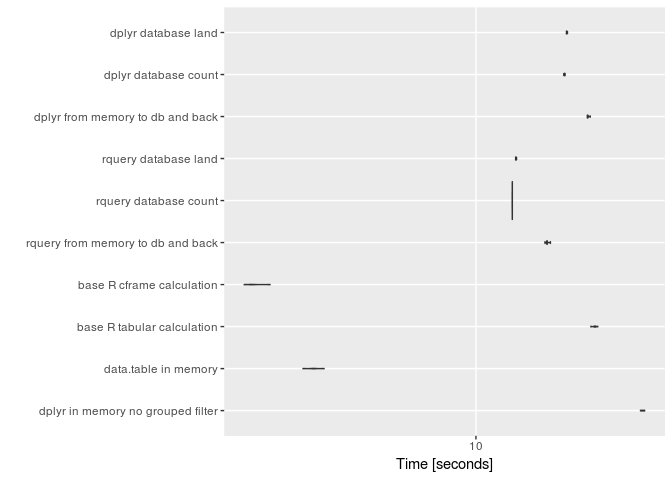 dplyr database land
dplyr database count
dplyr from memory to db and back
rquery database land
rquery database count
rquery from memory to db and back
base R cframe calculation
base R tabular calculation
data.table in memory
dplyr in memory no grouped filter
10
Time [seconds]